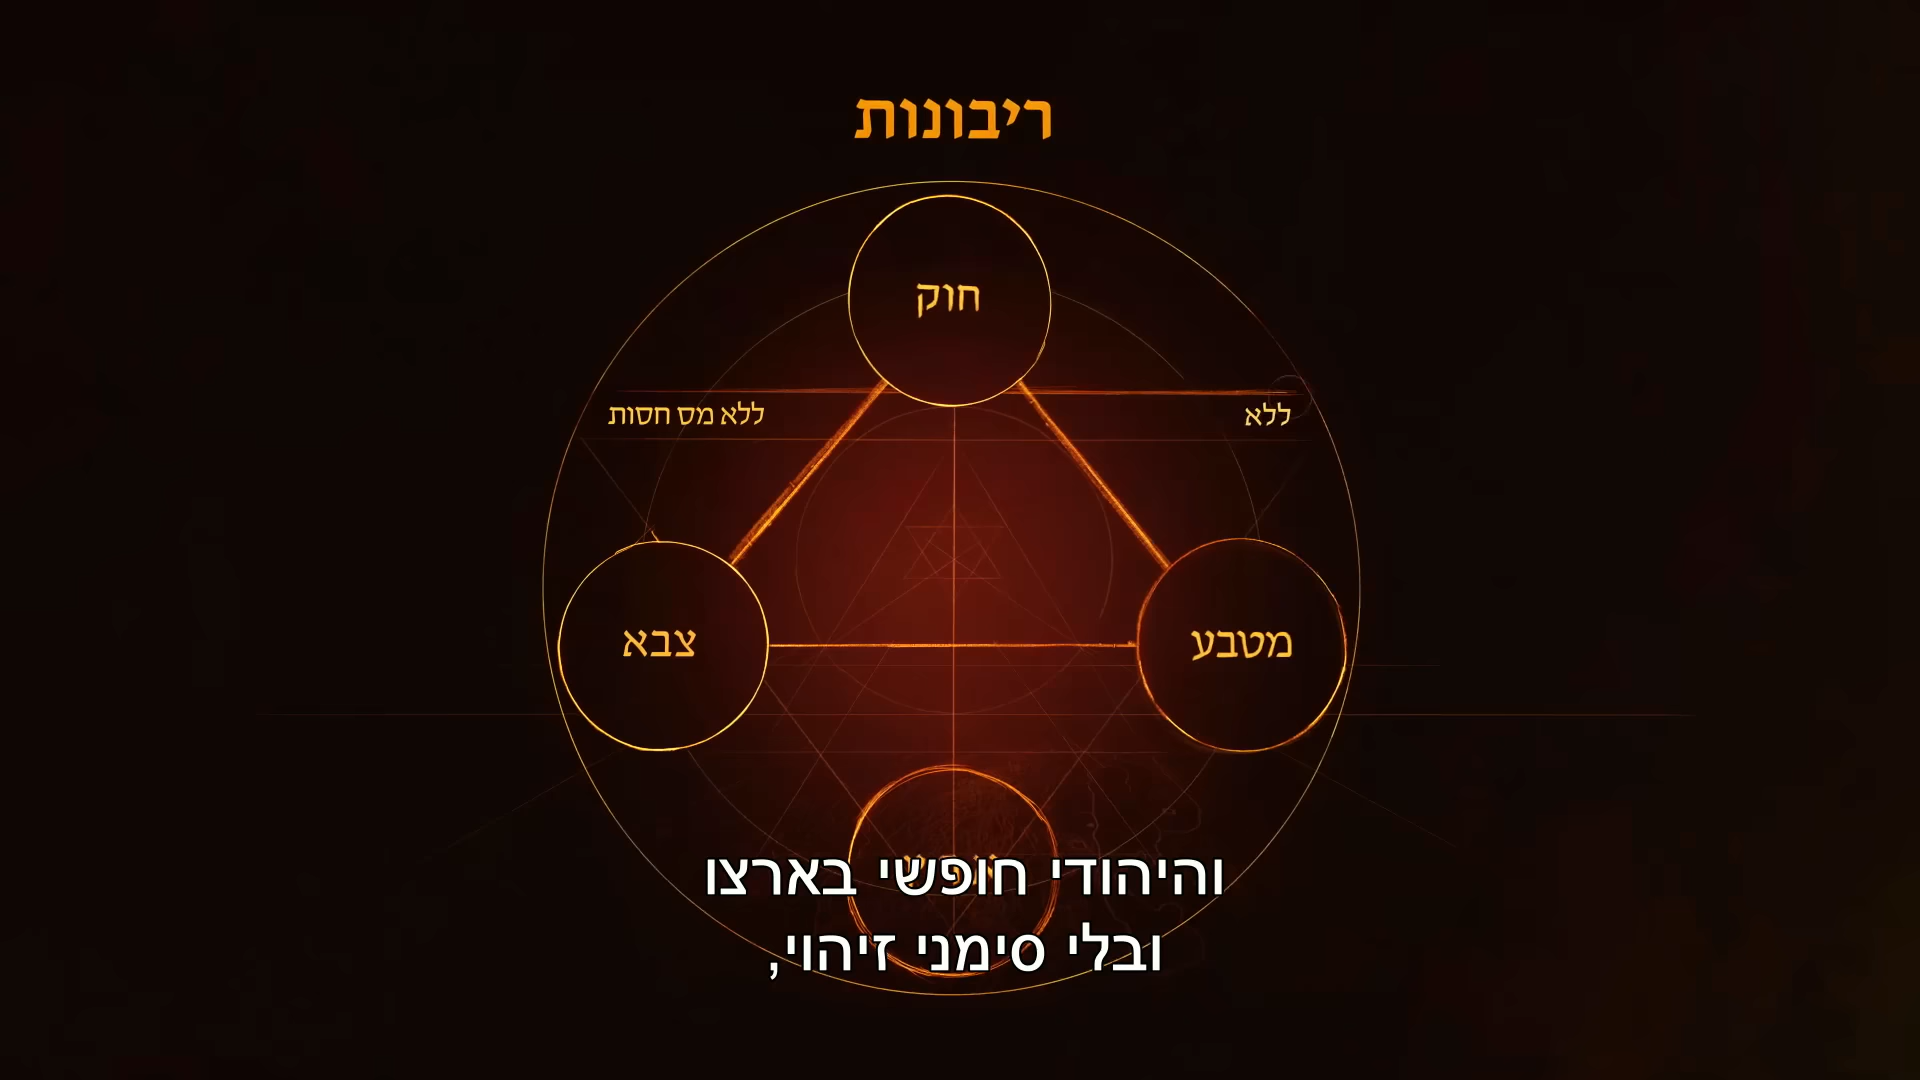 ריבונות
חוק
ללא
ללא מס חסות
מטבע
צבא
והיהודי חופשי בארצו
ובלי סימני זיהוי,